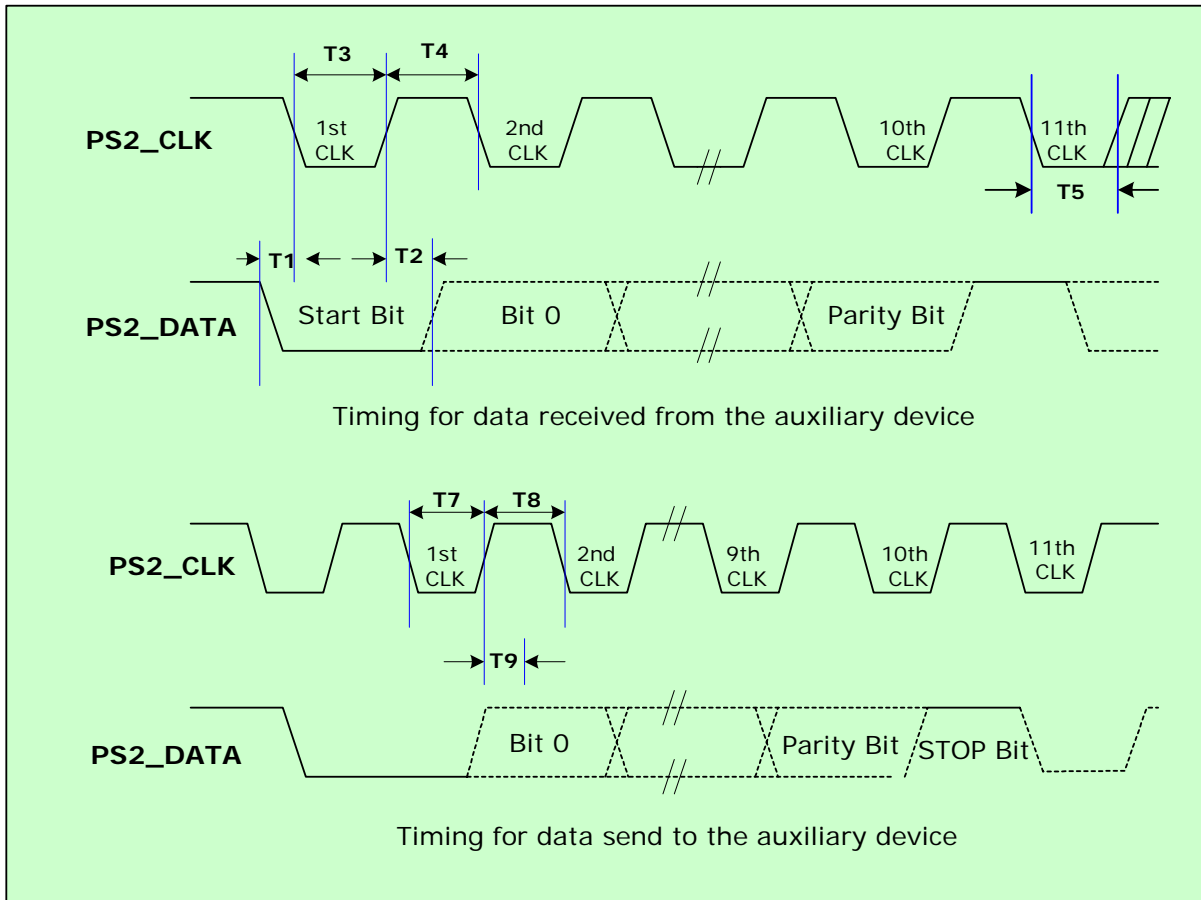 T3 T4
PS2_CLK
1st
CLK
2nd
CLK
10th
CLK
11th
CLK
T5
T1 T2
PS2_DATA
Start Bit Bit 0 Parity Bit
Timing for data received from the auxiliary device
T7 T8
PS2_CLK
1st
CLK
2nd
CLK
9th
CLK
10th
CLK
11th
CLK
T9
PS2_DATA
Bit 0 Parity Bit STOP Bit
Timing for data send to the auxiliary device